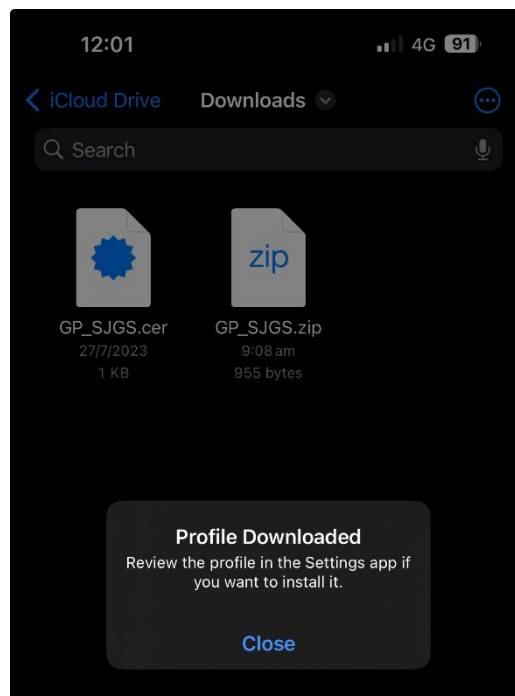 12:01
4G 91
iCloud Drive
Downloads
Search
zip
GP_SJGS.cer
27/7/2023
1 KB
GP_SJGS.zip
9:08 am
955 bytes
Profile Downloaded
Review the profile in the Settings app if
you want to install it.
Close